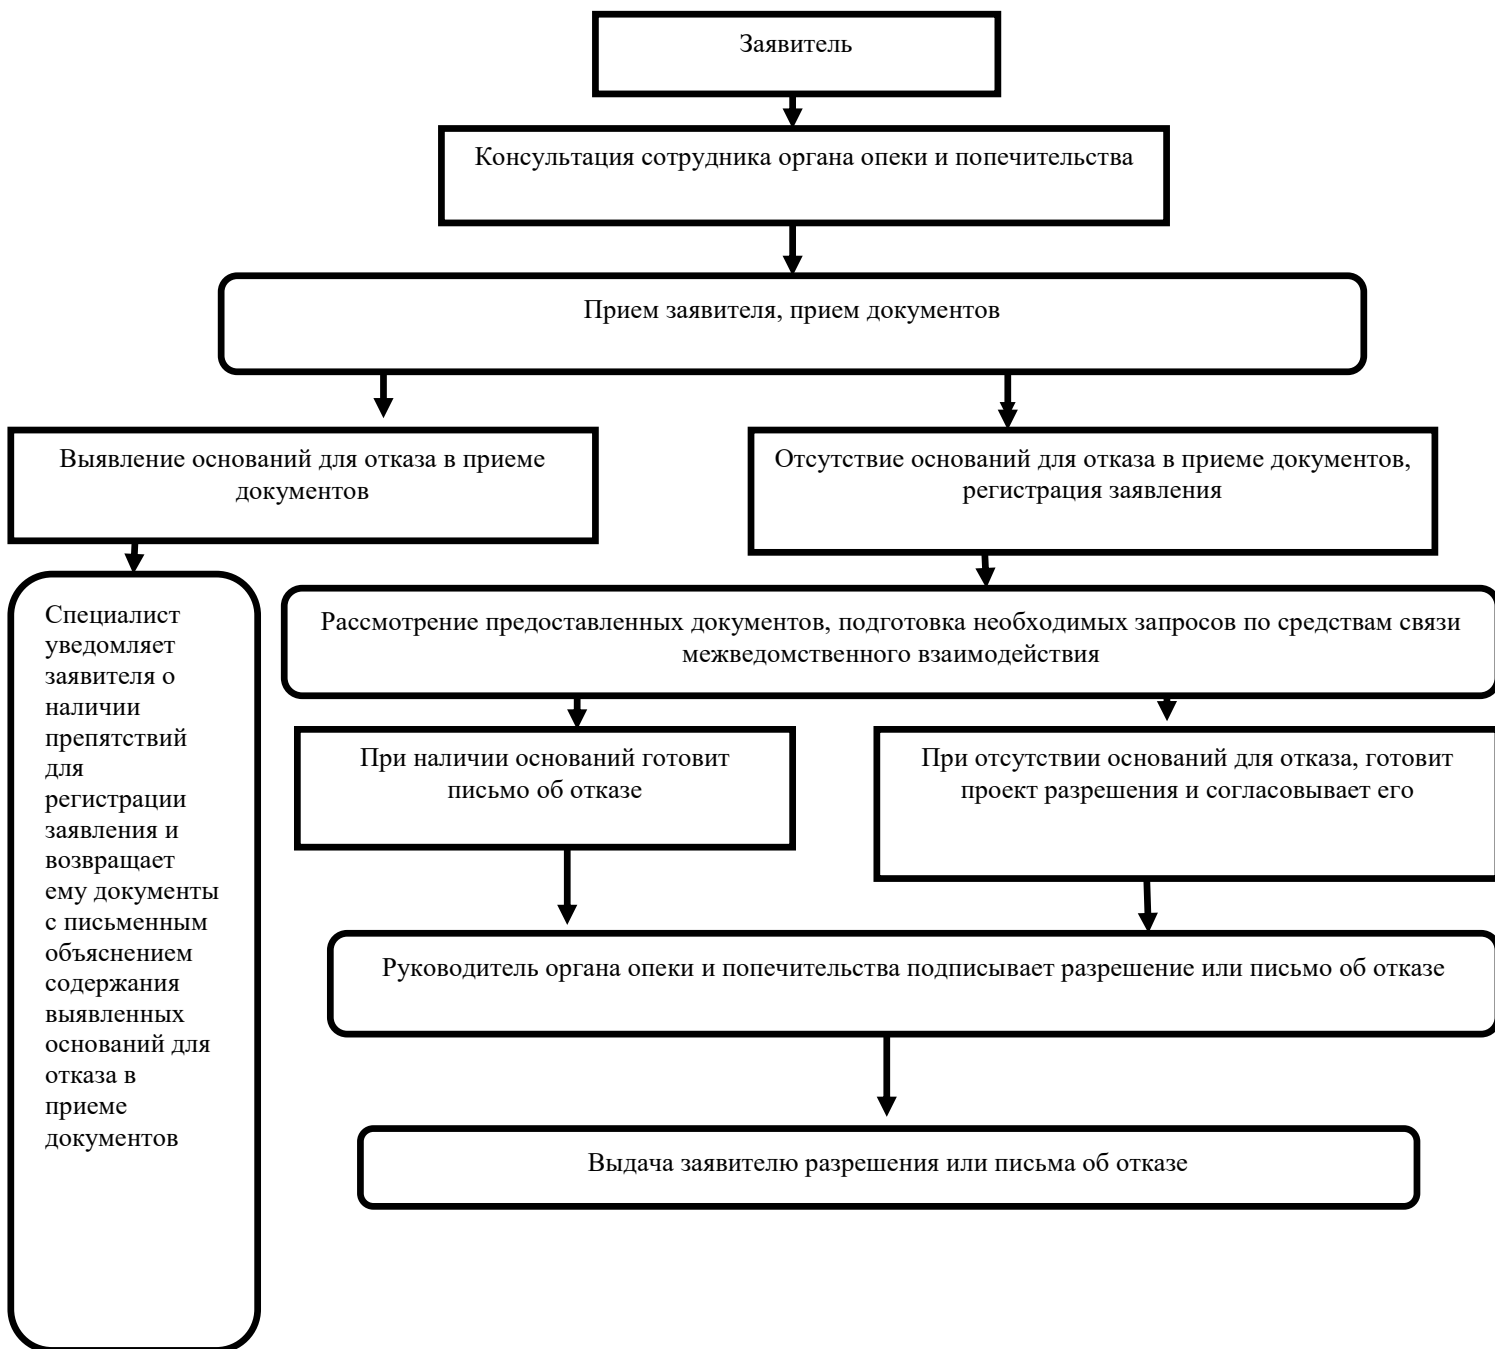 Заявитель
Консультация сотрудника органа опеки и попечительства
Прием заявителя, прием документов
Выявление оснований для отказа в приеме
документов
Отсутствие оснований для отказа в приеме документов,
регистрация заявления
Специалист
уведомляет
заявителя о
наличии
препятствий
для
регистрации
заявления и
возвращает
ему документы
с письменным
объяснением
содержания
выявленных
оснований для
отказа в
приеме
документов
Рассмотрение предоставленных документов, подготовка необходимых запросов по средствам связи
межведомственного взаимодействия
При наличии оснований готовит
письмо об отказе
При отсутствии оснований для отказа, готовит
проект разрешения и согласовывает его
Руководитель органа опеки и попечительства подписывает разрешение или письмо об отказе
Выдача заявителю разрешения или письма об отказе